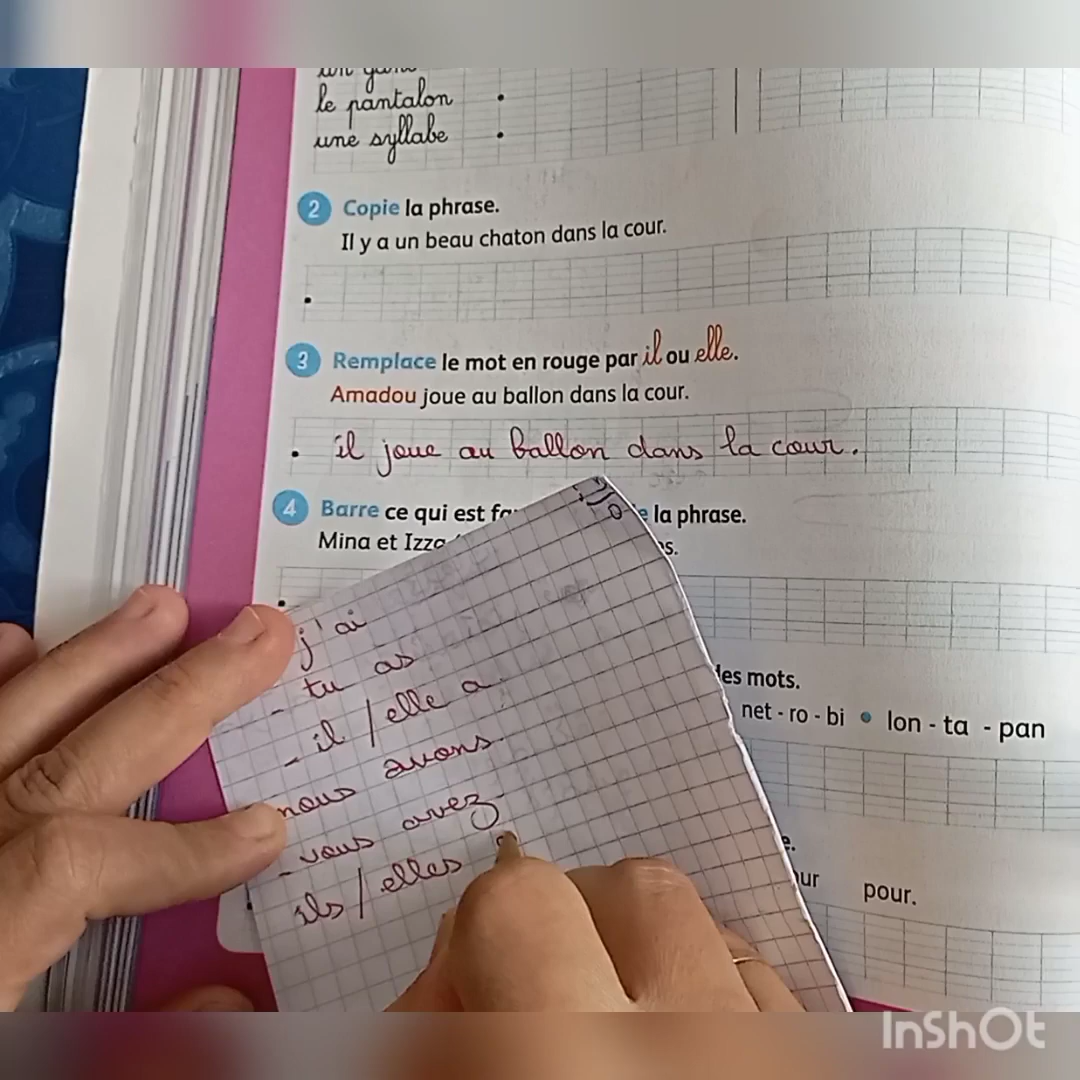 le pantalon
une syllabe
2 Copie la phrase.
Il y a un beau chaton dans la cour.
3 Remplace le mot en rouge par il ou elle.
Amadou joue au ballon dans la cour.
il joue au ballon dans la cour.
4 Barre ce qui est la phrase.
Mina et Izza
j'ai
- tu as
- il / elle a
nous avons
- vous avez
ils / elles
des mots.
net - ro - bi • lon - ta - pan
pour.
InShOt